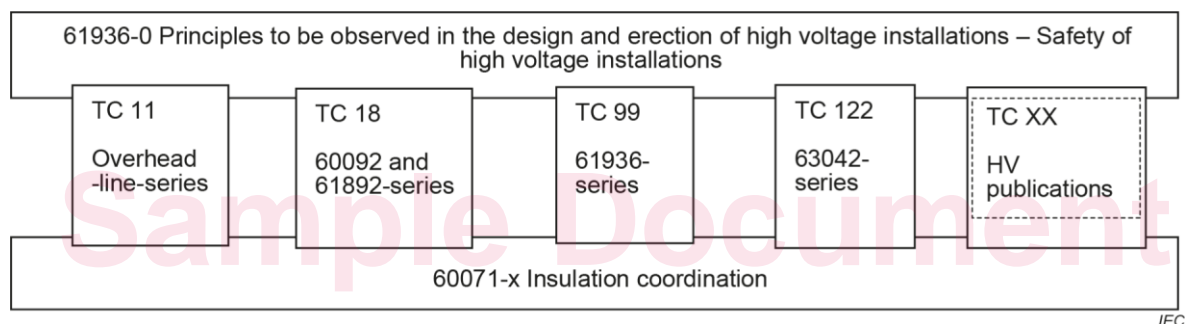 61936-0 Principles to be observed in the design and erection of high voltage installations – Safety of
high voltage installations
TC 11
Overhead
-line-series
TC 18
60092 and
61892-series
TC 99
61936-
series
TC 122
63042-
series
TC XX
HV
publications
Sample Document
60071-x Insulation coordination
IEC